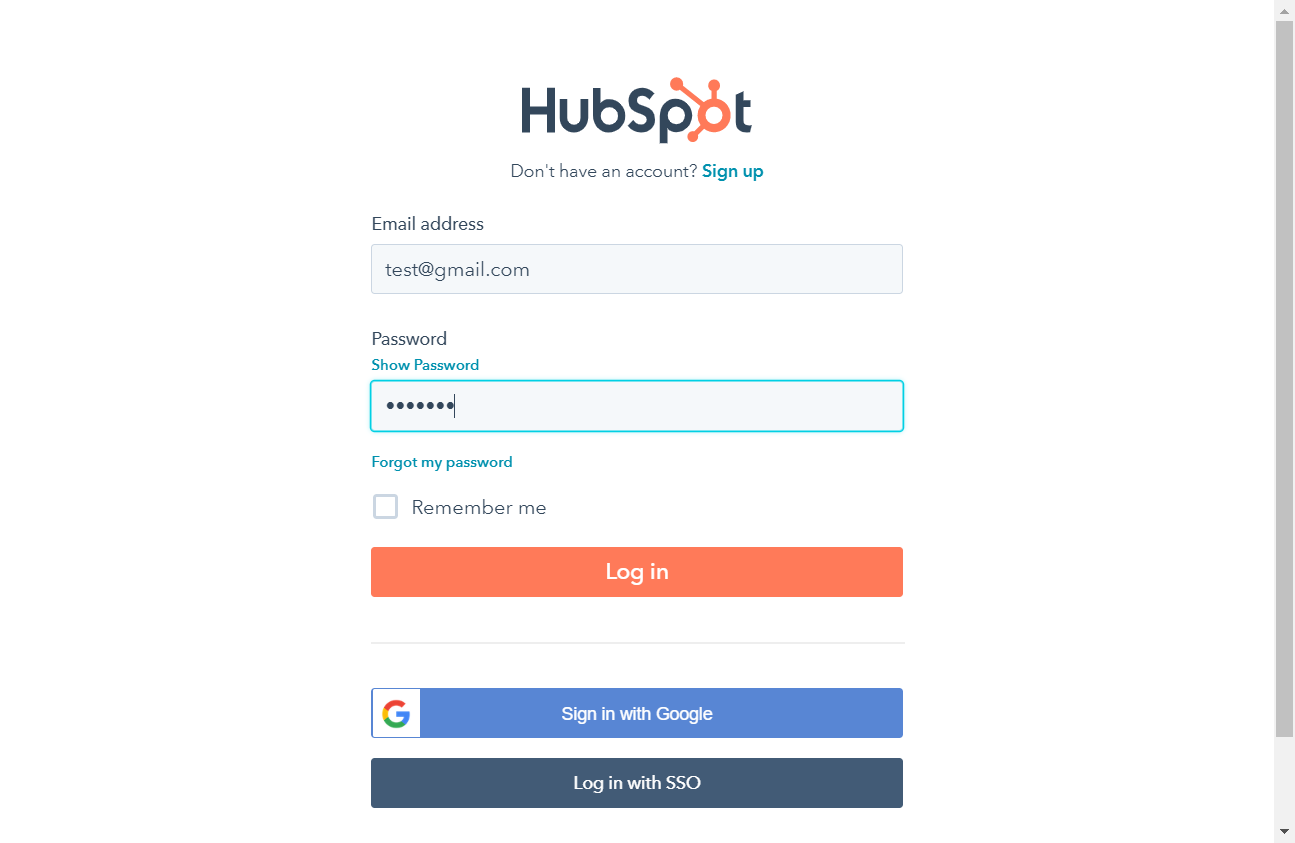 HubSpot
Don't have an account? Sign up
Email address
test@gmail.com
Password
Show Password
•••••••
Forgot my password
Remember me
Log in
Sign in with Google
Log in with SSO